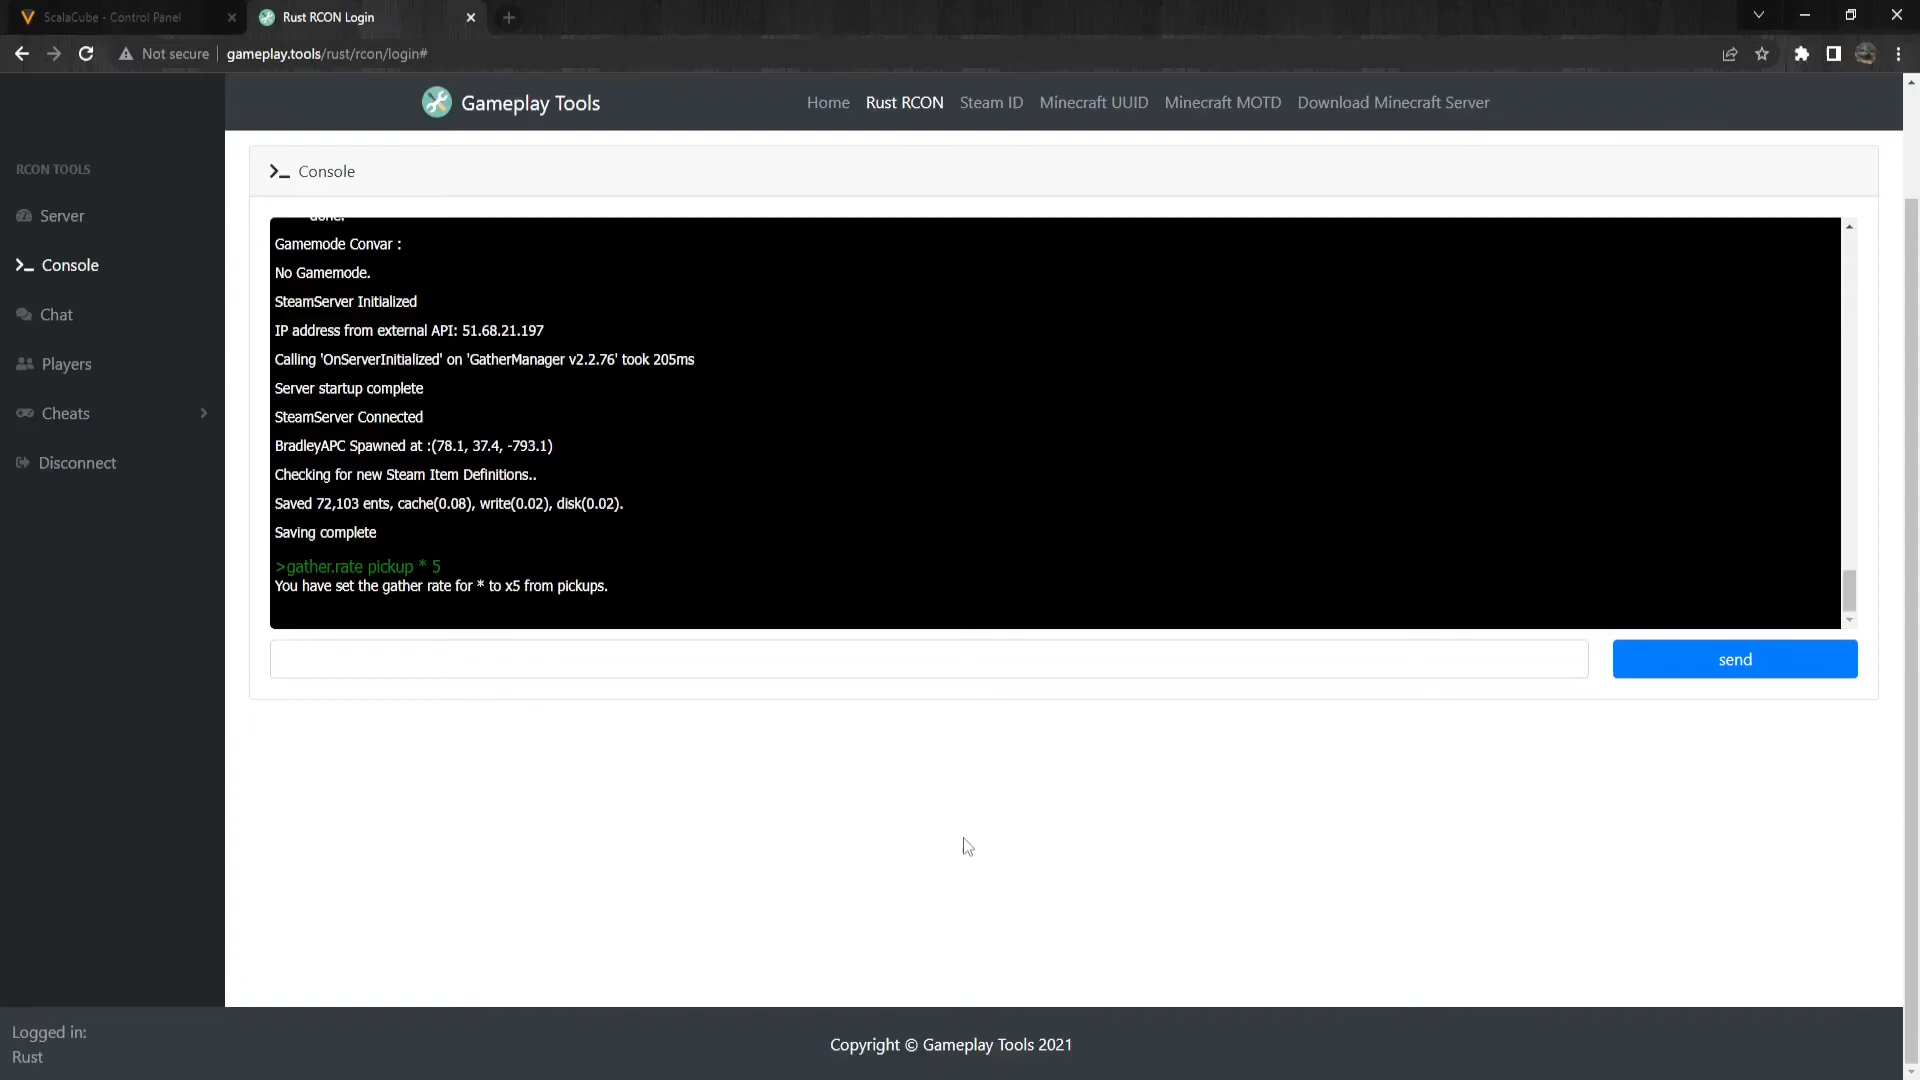 ScalaCube - Control Panel
Rust RCON Login
Not secure
gameplay.tools/rust/rcon/login#
Gameplay Tools
Home
Rust RCON
Steam ID
Minecraft UUID
Minecraft MOTD
Download Minecraft Server
RCON TOOLS
Server
Console
Chat
Players
Cheats
Disconnect
Console
done.
Gamemode Convar :
No Gamemode.
SteamServer Initialized
IP address from external API: 51.68.21.197
Calling 'OnServerInitialized' on 'GatherManager v2.2.76' took 205ms
Server startup complete
SteamServer Connected
BradleyAPC Spawned at :(78.1, 37.4, -793.1)
Checking for new Steam Item Definitions..
Saved 72,103 ents, cache(0.08), write(0.02), disk(0.02).
Saving complete
>gather.rate pickup * 5
You have set the gather rate for * to x5 from pickups.
send
Logged in:
Rust
Copyright © Gameplay Tools 2021